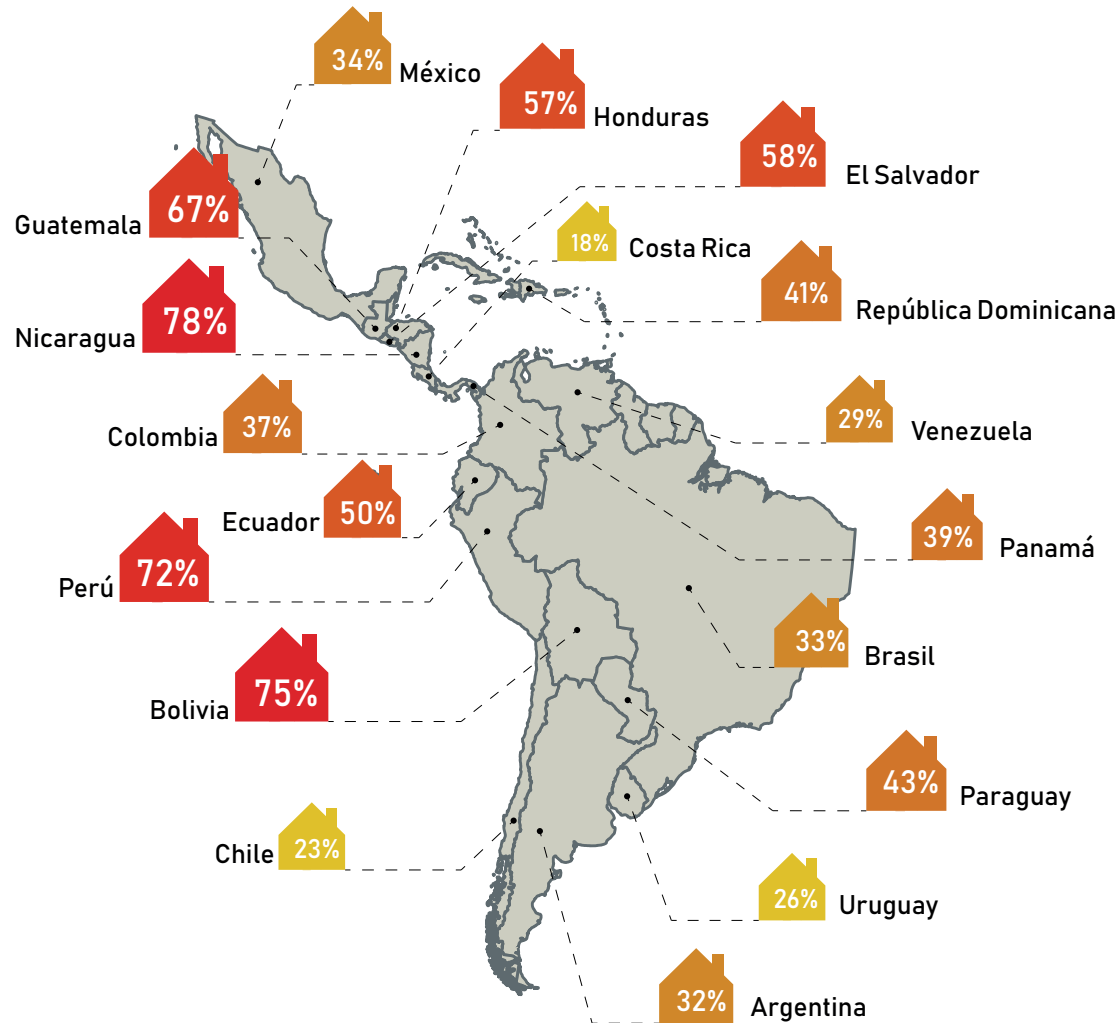 34% México
57% Honduras
58% El Salvador
Guatemala 67%
18% Costa Rica
41% República Dominicana
Nicaragua 78%
Colombia 37%
29% Venezuela
Ecuador 50%
39% Panamá
Perú 72%
33% Brasil
Bolivia 75%
43% Paraguay
Chile 23%
26% Uruguay
32% Argentina